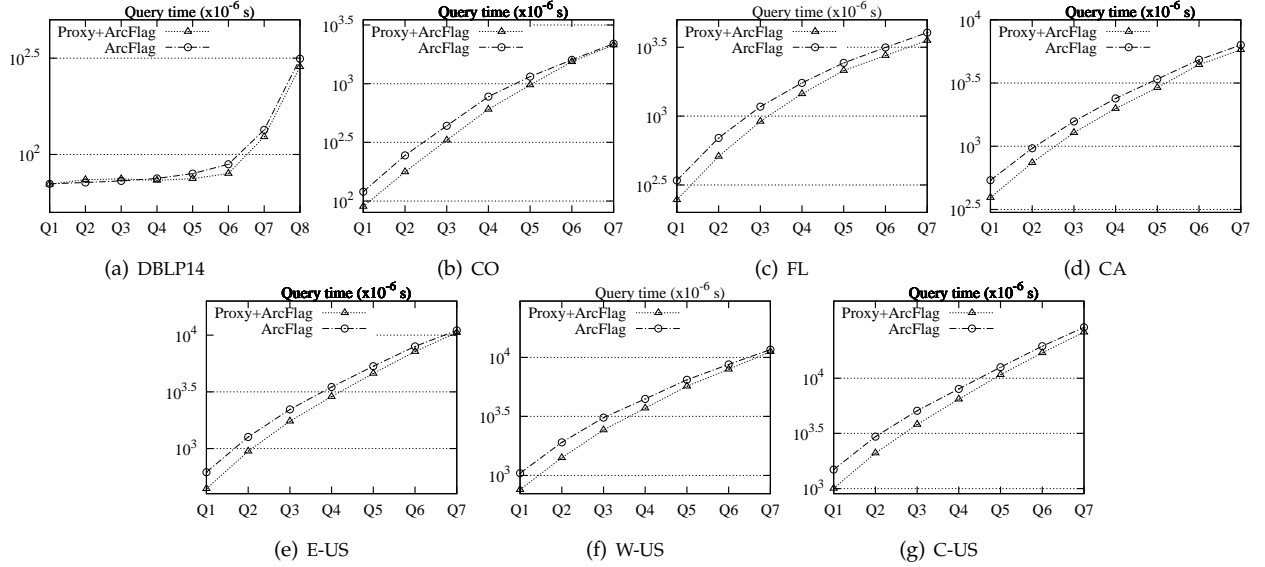 Query time (x10^-6 s)
Proxy+ArcFlag
ArcFlag
10^2.5
10^2
Q1 Q2 Q3 Q4 Q5 Q6 Q7 Q8
(a) DBLP14
Query time (x10^-6 s)
10^3.5
Proxy+ArcFlag
ArcFlag
10^3
10^2.5
10^2
Q1 Q2 Q3 Q4 Q5 Q6 Q7
(b) CO
Query time (x10^-6 s)
Proxy+ArcFlag
10^3.5
ArcFlag
10^3
10^2.5
Q1 Q2 Q3 Q4 Q5 Q6 Q7
(c) FL
Query time (x10^-6 s)
10^4
Proxy+ArcFlag
ArcFlag
10^3.5
10^3
10^2.5
Q1 Q2 Q3 Q4 Q5 Q6 Q7
(d) CA
Query time (x10^-6 s)
Proxy+ArcFlag
10^4
ArcFlag
10^3.5
10^3
Q1 Q2 Q3 Q4 Q5 Q6 Q7
(e) E-US
Query time (x10^-6 s)
Proxy+ArcFlag
ArcFlag
10^4
10^3.5
10^3
Q1 Q2 Q3 Q4 Q5 Q6 Q7
(f) W-US
Query time (x10^-6 s)
Proxy+ArcFlag
ArcFlag
10^4
10^3.5
10^3
Q1 Q2 Q3 Q4 Q5 Q6 Q7
(g) C-US